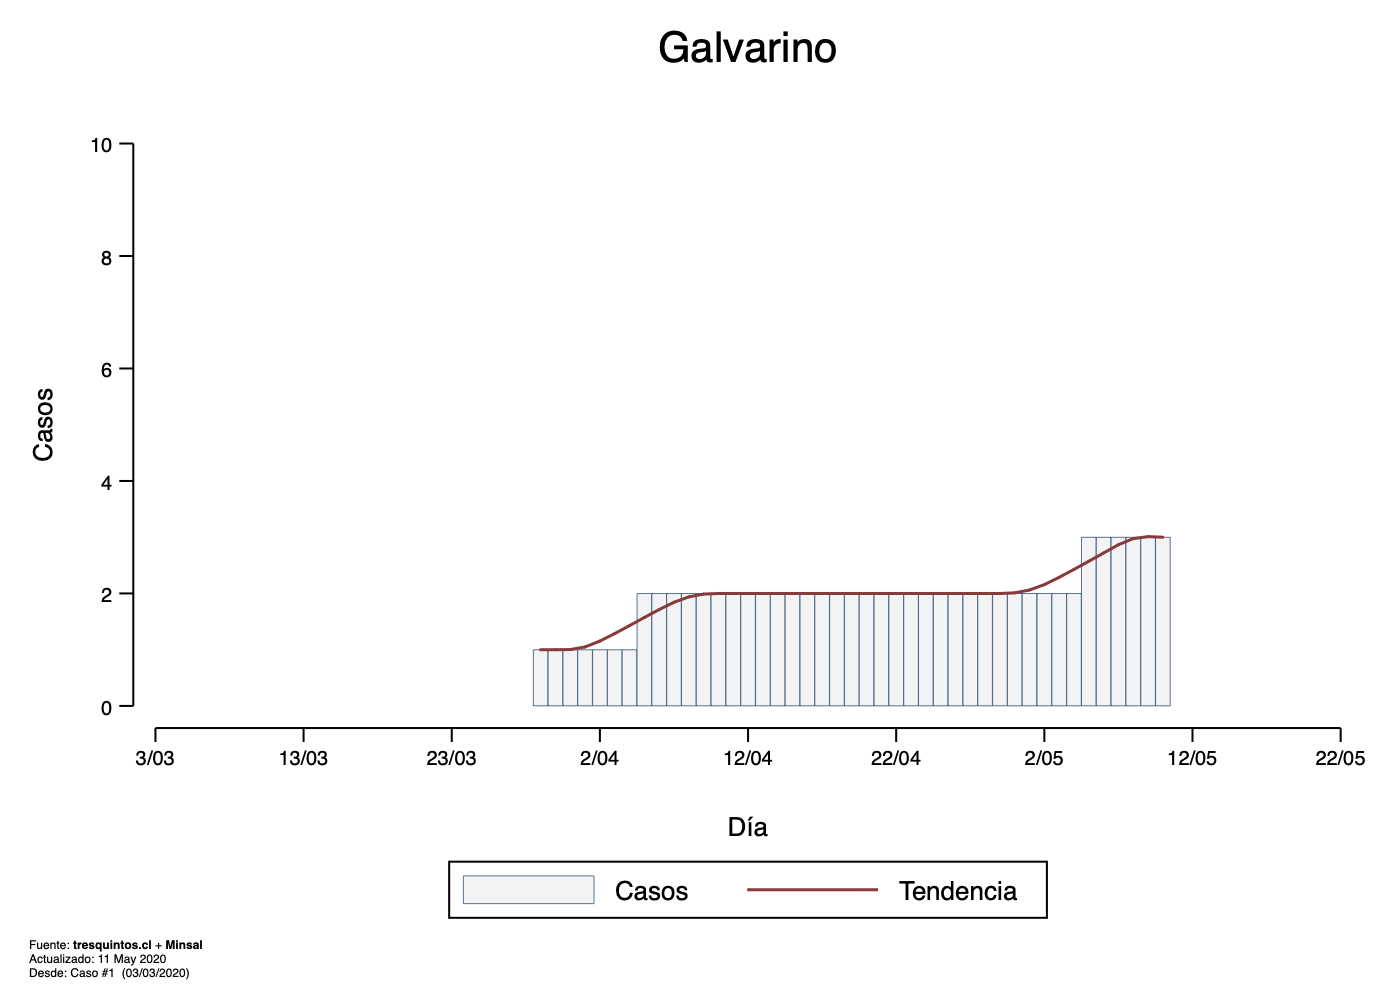 Galvarino
10
8
6
4
2
0
Casos
3/03 13/03 23/03 2/04 12/04 22/04 2/05 12/05 22/05
Día
Casos Tendencia
Fuente: tresquintos.cl + Minsal
Actualizado: 11 May 2020
Desde: Caso #1 (03/03/2020)